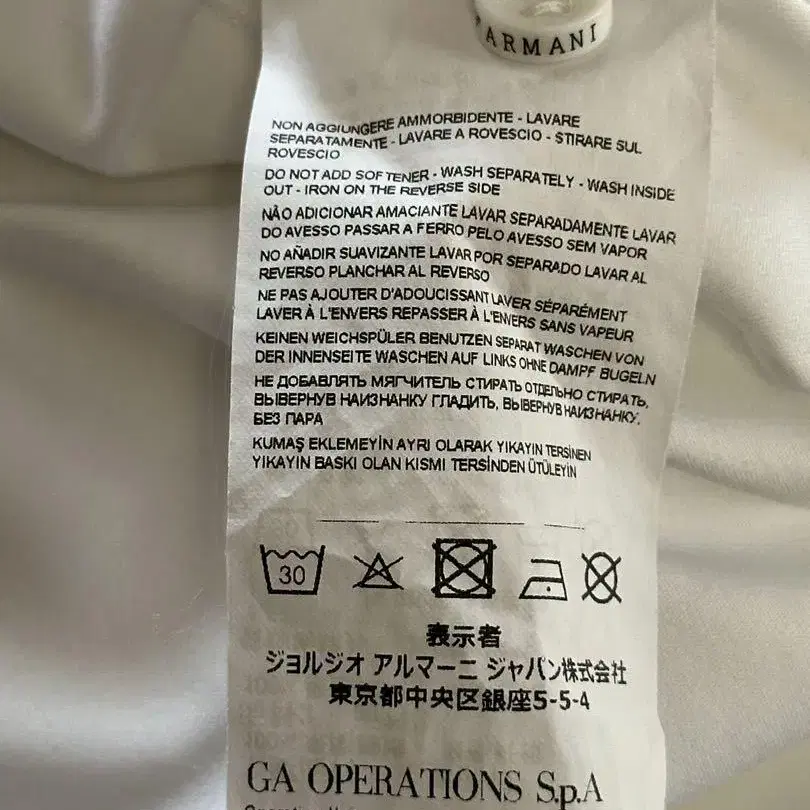 ARMANI
NON AGGIUNGERE AMMORBIDENTE - LAVARE
SEPARATAMENTE - LAVARE A ROVESCIO - STIRARE SUL
ROVESCIO
DO NOT ADD SOFTENER - WASH SEPARATELY - WASH INSIDE
OUT - IRON ON THE REVERSE SIDE
NÃO ADICIONAR AMACIANTE LAVAR SEPARADAMENTE LAVAR
DO AVESSO PASSAR A FERRO PELO AVESSO SEM VAPOR
NO AÑADIR SUAVIZANTE LAVAR POR SEPARADO LAVAR AL
REVERSO PLANCHAR AL REVERSO
NE PAS AJOUTER D'ADOUCISSANT LAVER SÉPARÉMENT
LAVER À L'ENVERS REPASSER À L'ENVERS SANS VAPEUR
KEINEN WEICHSPÜLER BENUTZEN SEPARAT WASCHEN VON
DER INNENSEITE WASCHEN AUF LINKS OHNE DAMPF BUGELN
НЕ ДОБАВЛЯТЬ МЯГЧИТЕЛЬ СТИРАТЬ ОТДЕЛЬНО СТИРАТЬ,
ВЫВЕРНУВ НАИЗНАНКУ ГЛАДИТЬ, ВЫВЕРНУВ НАИЗНАНКУ,
БЕЗ ПАРА
KUMAŞ EKLEMEYİN AYRI OLARAK YIKAYIN TERSİNEN
YIKAYIN BASKI OLAN KISMI TERSİNDEN ÜTÜLEYİN
30
表示者
ジョルジオ アルマーニ ジャパン株式会社
東京都中央区銀座5-5-4
GA OPERATIONS S.p.A